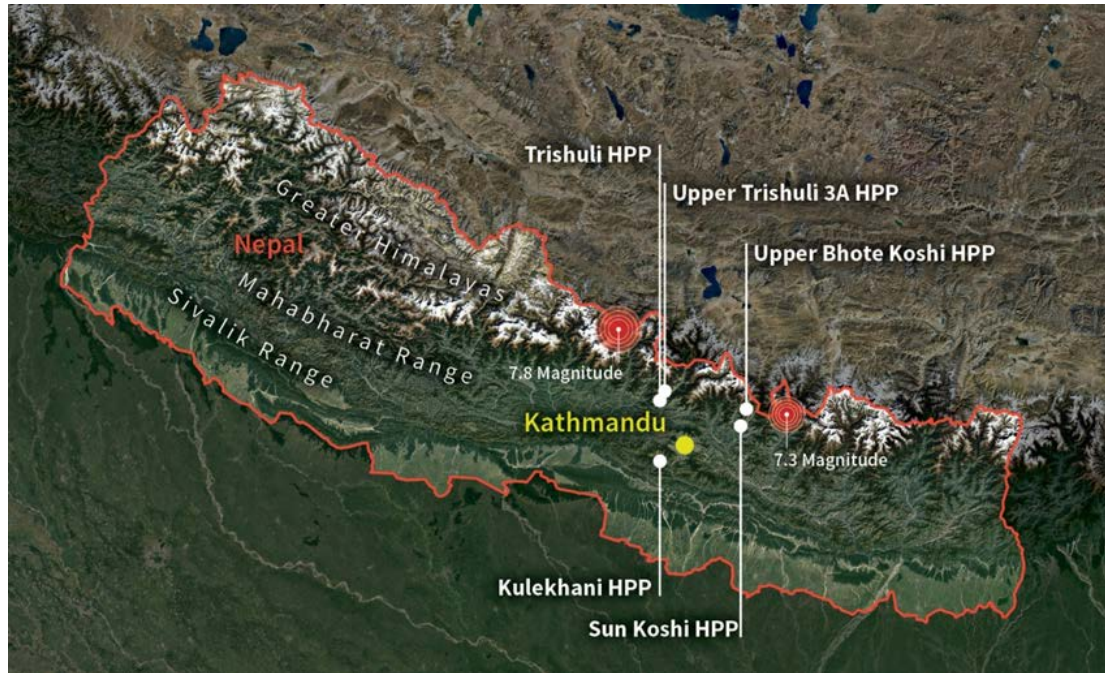 Trishuli HPP
Upper Trishuli 3A HPP
Upper Bhote Koshi HPP
Greater Himalayas
Nepal
Mahabharat Range
Sivalik Range
7.8 Magnitude
Kathmandu
7.3 Magnitude
Kulekhani HPP
Sun Koshi HPP